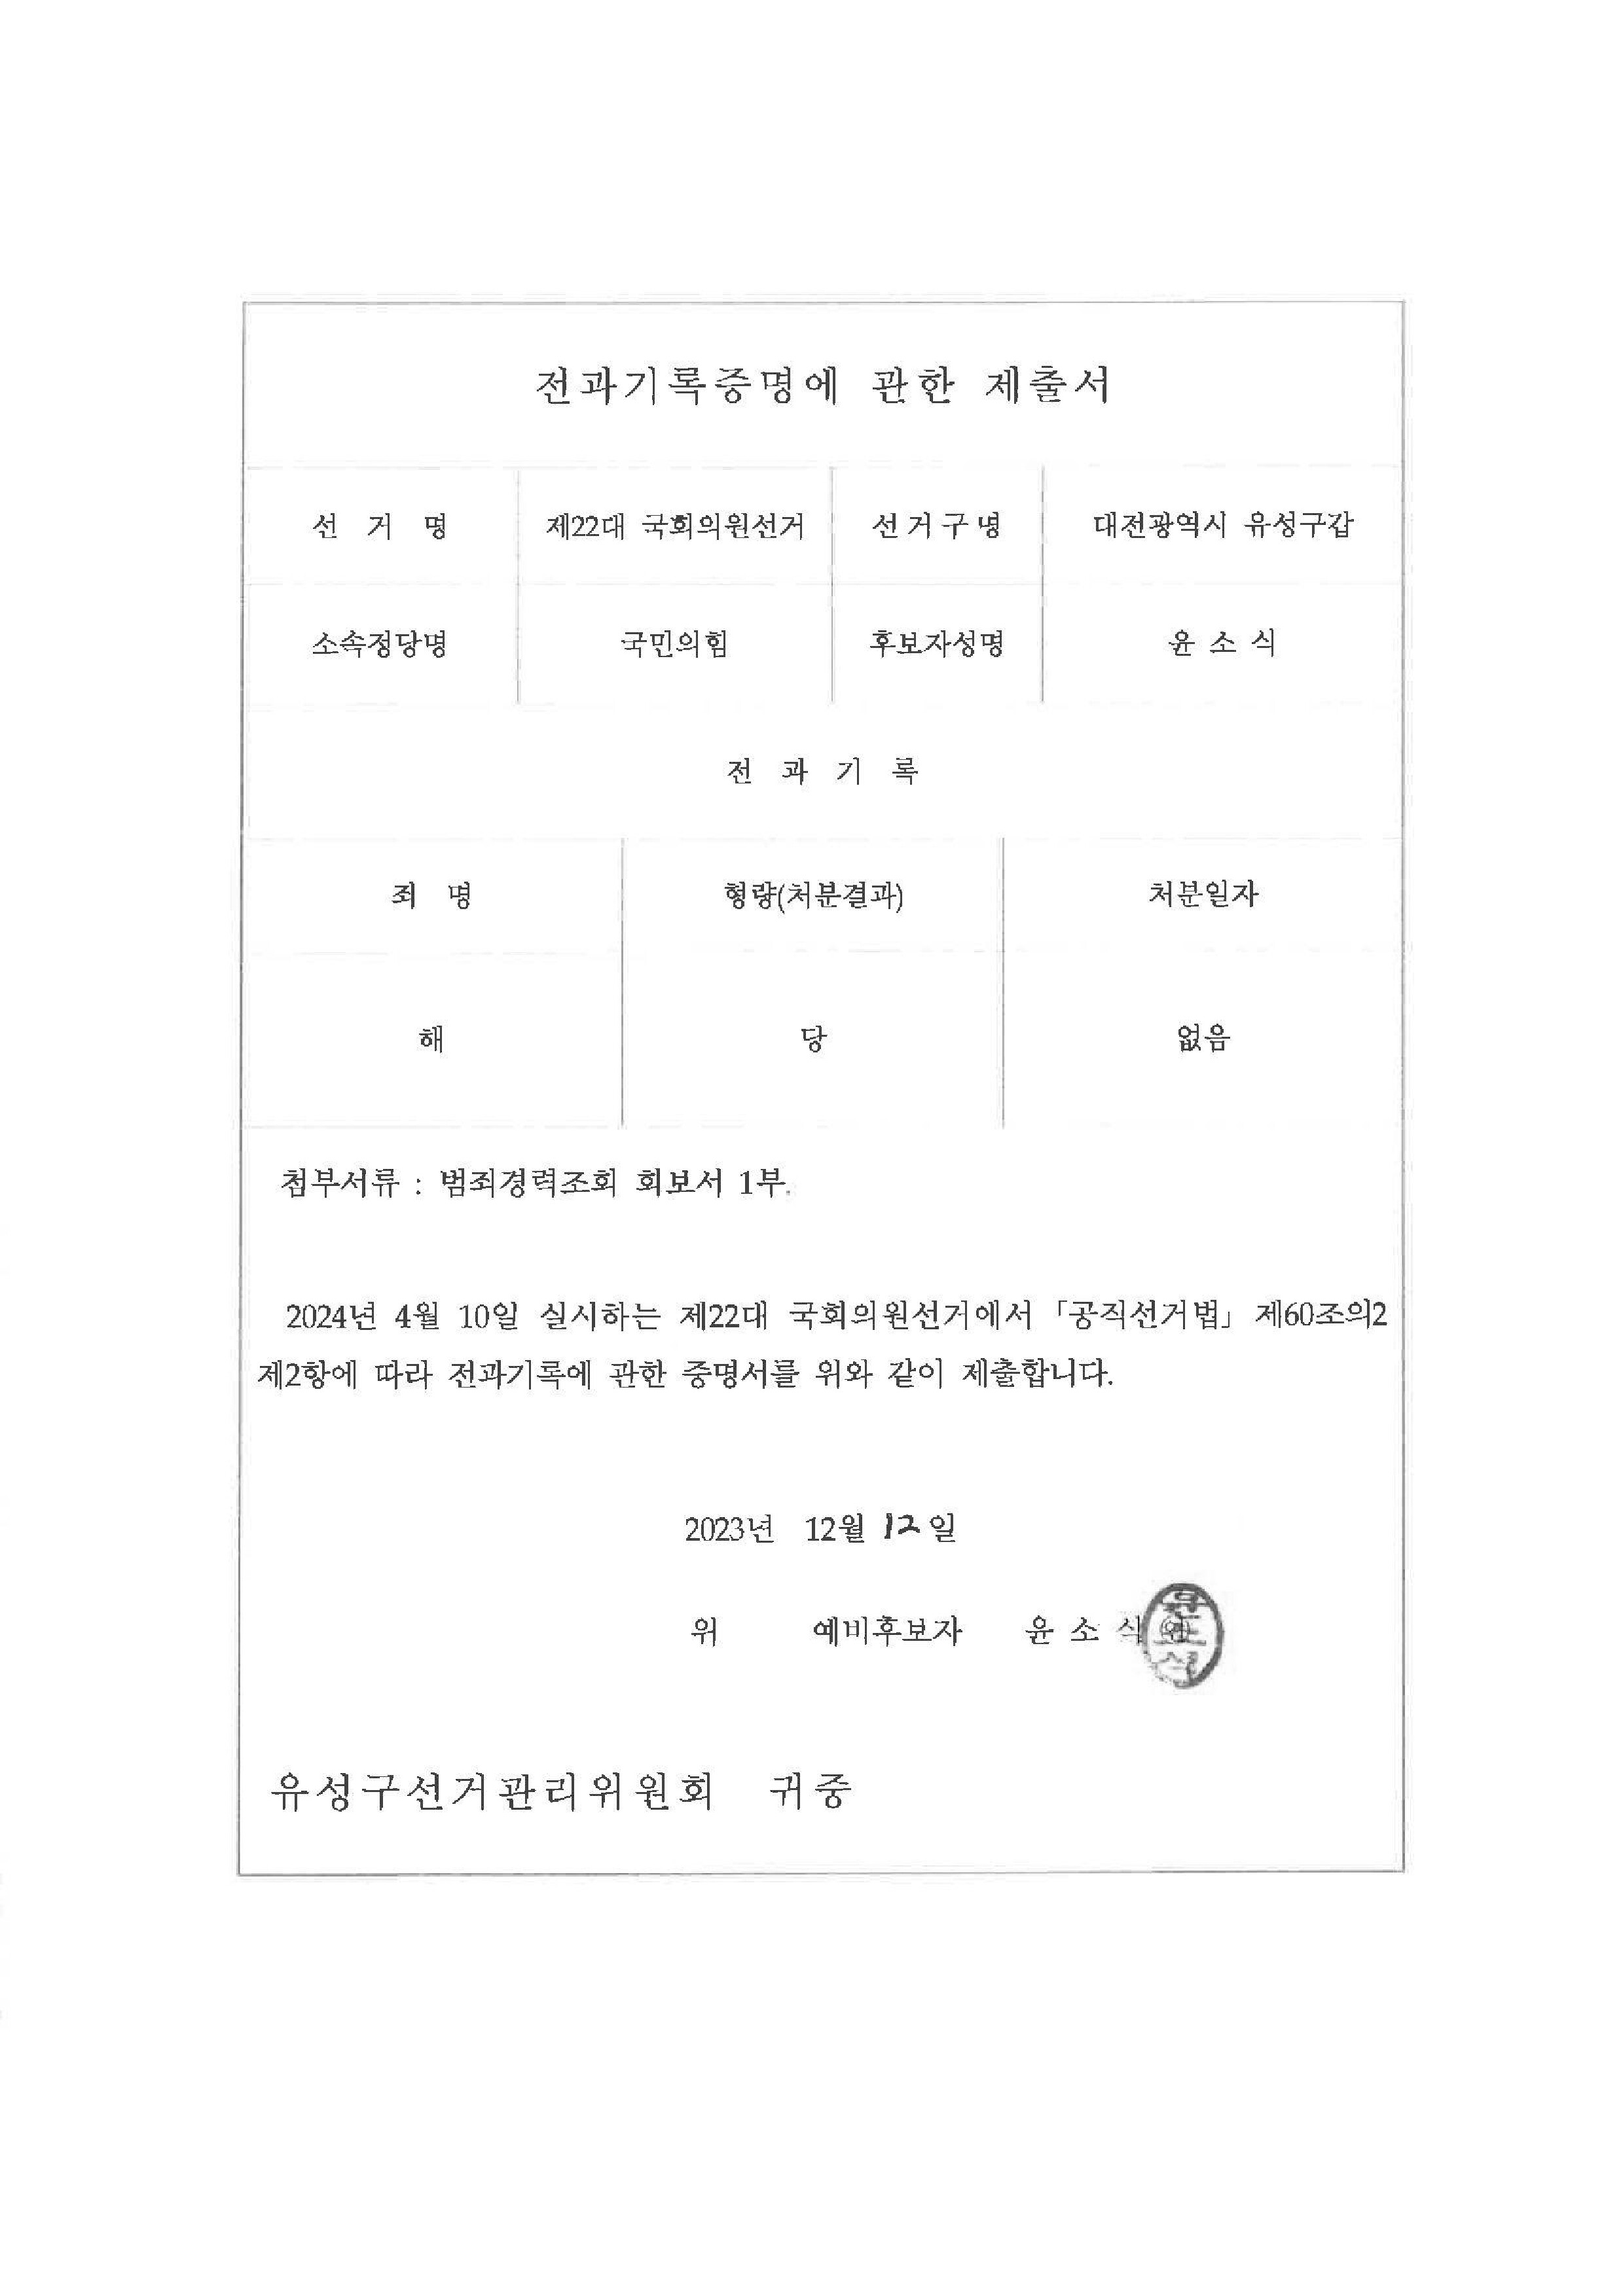 전과기록증명에 관한 제출서
선 거 명 제22대 국회의원선거 선거구명 대전광역시 유성구갑
소속정당명 국민의힘 후보자성명 윤 소 식
전 과 기 록
죄 명 형량(처분결과) 처분일자
해 당 없음
첨부서류 : 범죄경력조회 회보서 1부.
2024년 4월 10일 실시하는 제22대 국회의원선거에서 「공직선거법」 제60조의2
제2항에 따라 전과기록에 관한 증명서를 위와 같이 제출합니다.
2023년 12월 12일
위 예비후보자 윤 소 식 ㊞
윤소식
유성구선거관리위원회 귀중